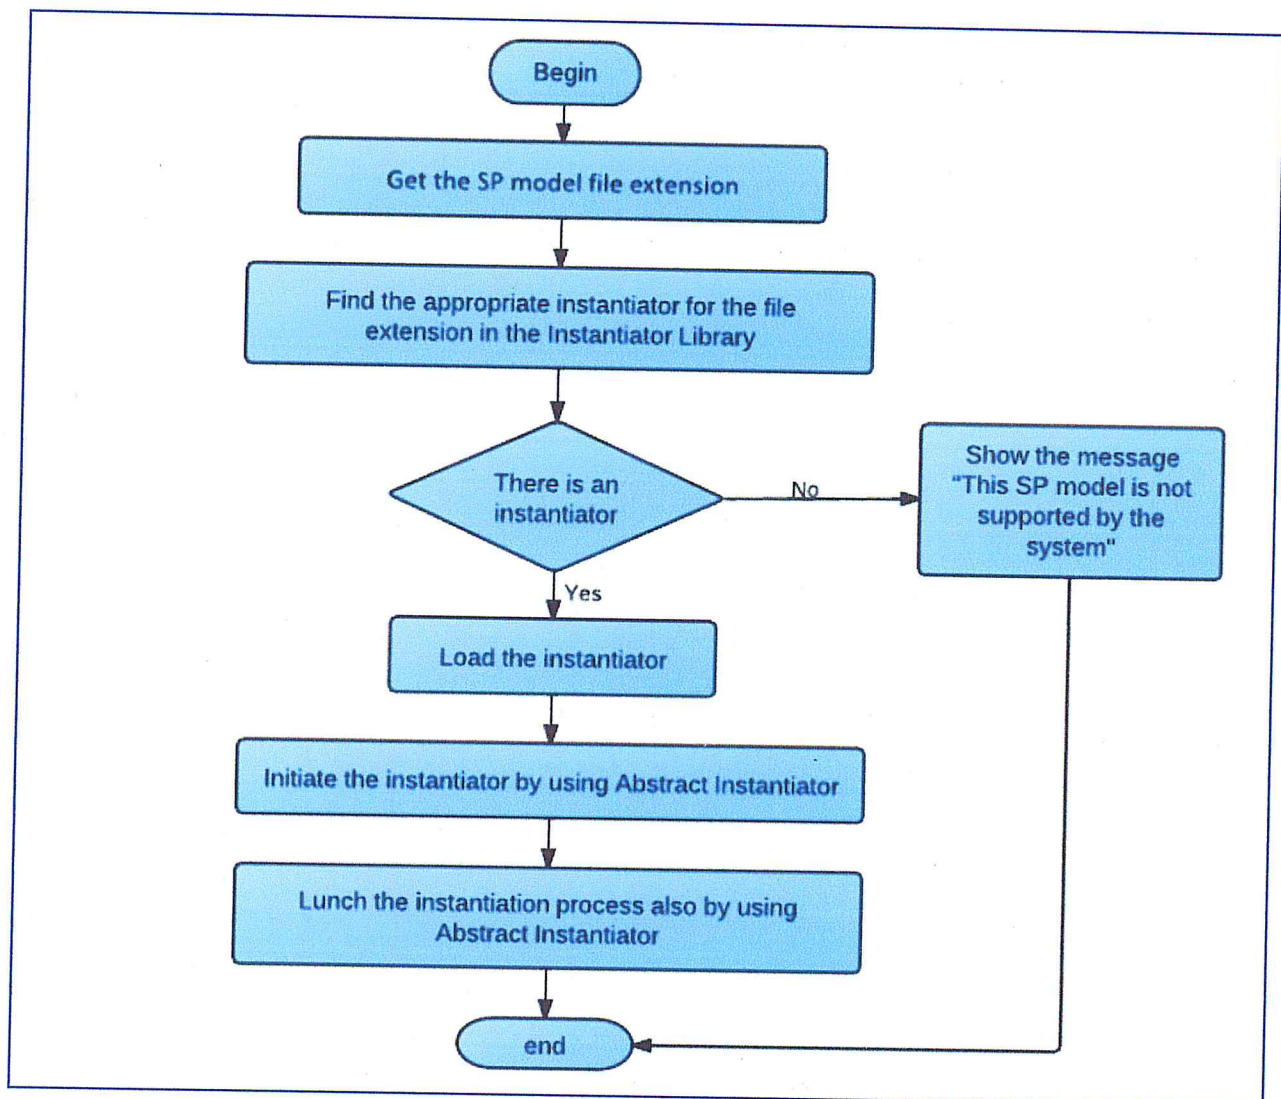 Begin
Get the SP model file extension
Find the appropriate instantiator for the file
extension in the Instantiator Library
There is an
instantiator
No
Show the message
"This SP model is not
supported by the
system"
Yes
Load the instantiator
Initiate the instantiator by using Abstract Instantiator
Lunch the instantiation process also by using
Abstract Instantiator
end